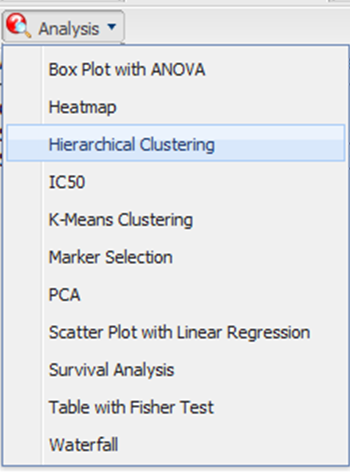 Analysis
Box Plot with ANOVA
Heatmap
Hierarchical Clustering
IC50
K-Means Clustering
Marker Selection
PCA
Scatter Plot with Linear Regression
Survival Analysis
Table with Fisher Test
Waterfall